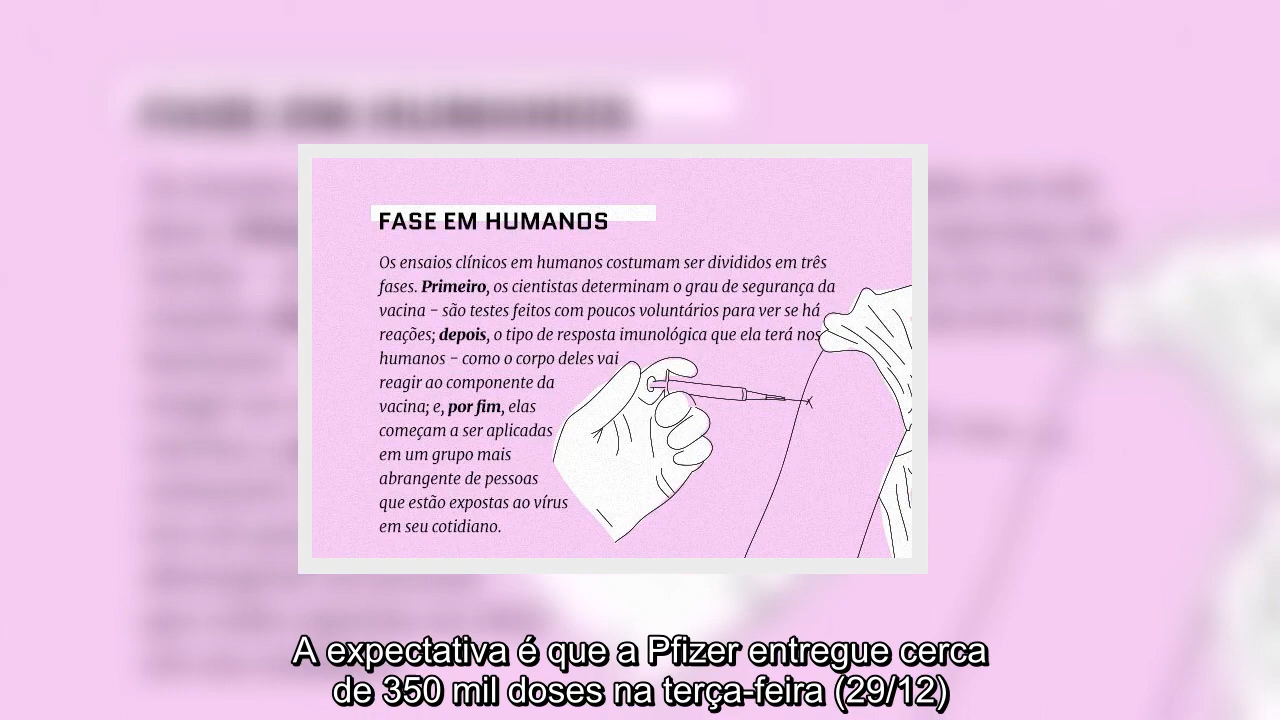 FASE EM HUMANOS
Os ensaios clínicos em humanos costumam ser divididos em três
fases. Primeiro, os cientistas determinam o grau de segurança da
vacina – são testes feitos com poucos voluntários para ver se há
reações; depois, o tipo de resposta imunológica que ela terá nos
humanos – como o corpo deles vai
reagir ao componente da
vacina; e, por fim, elas
começam a ser aplicadas
em um grupo mais
abrangente de pessoas
que estão expostas ao vírus
em seu cotidiano.
A expectativa é que a Pfizer entregue cerca
de 350 mil doses na terça-feira (29/12)